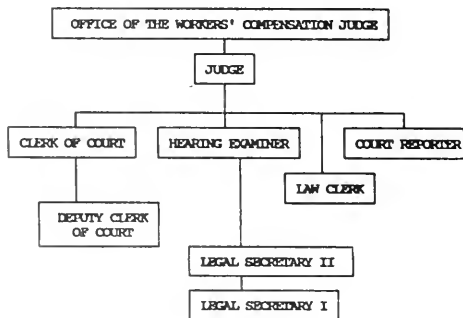 OFFICE OF THE WORKERS' COMPENSATION JUDGE
JUDGE
CLERK OF COURT
HEARING EXAMINER
COURT REPORTER
LAW CLERK
DEPUTY CLERK
OF COURT
LEGAL SECRETARY II
LEGAL SECRETARY I